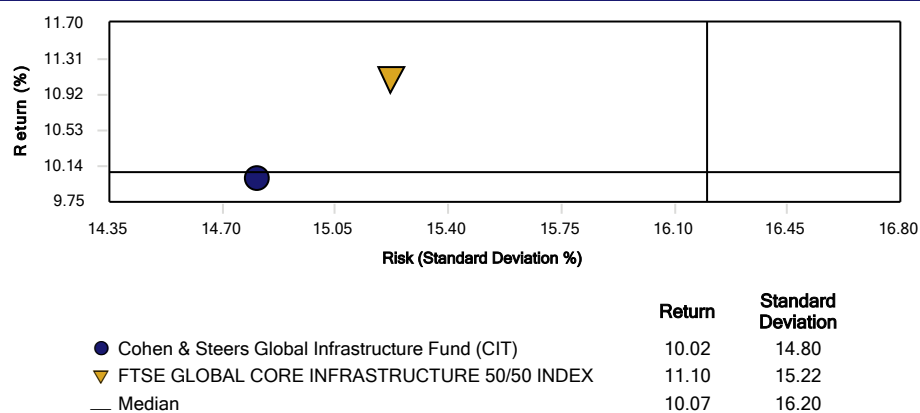 11.70
11.31
10.92
10.53
10.14
9.75
Return (%)
14.35 14.70 15.05 15.40 15.75 16.10 16.45 16.80
Risk (Standard Deviation %)
Return Standard Deviation
Cohen & Steers Global Infrastructure Fund (CIT) 10.02 14.80
FTSE GLOBAL CORE INFRASTRUCTURE 50/50 INDEX 11.10 15.22
Median 10.07 16.20